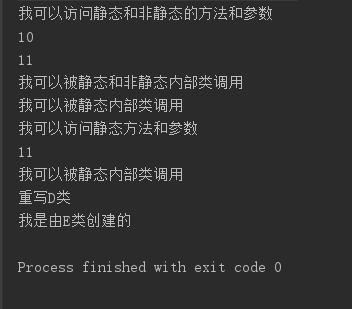 我可以访问静态和非静态的方法和参数
10
11
我可以被静态和非静态内部类调用
我可以被静态内部类调用
我可以访问静态方法和参数
11
我可以被静态内部类调用
重写D类
我是由E类创建的
Process finished with exit code 0